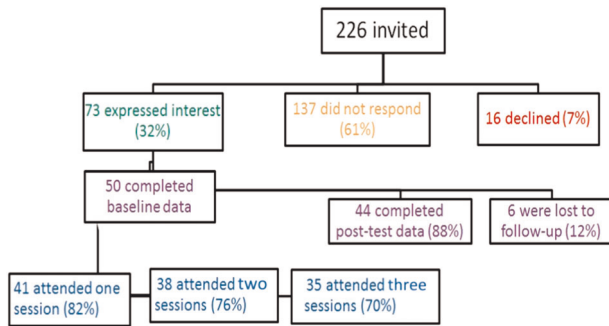 226 invited
73 expressed interest
(32%)
137 did not respond
(61%)
16 declined (7%)
50 completed
baseline data
44 completed
post-test data (88%)
6 were lost to
follow-up (12%)
41 attended one
session (82%)
38 attended two
sessions (76%)
35 attended three
sessions (70%)